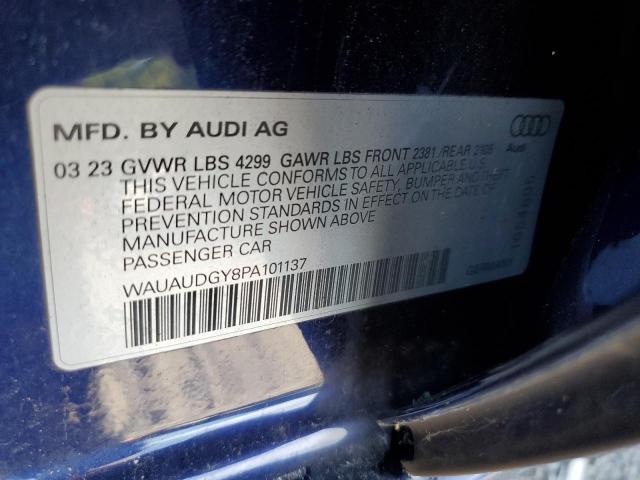 MFD. BY AUDI AG
Audi
03 23 GVWR LBS 4299 GAWR LBS FRONT 2381 /REAR 2105
THIS VEHICLE CONFORMS TO ALL APPLICABLE U.S.
FEDERAL MOTOR VEHICLE SAFETY, BUMPER AND THEFT
PREVENTION STANDARDS IN EFFECT ON THE DATE OF
MANUFACTURE SHOWN ABOVE
PASSENGER CAR
WAUAUDGY8PA101137
GERMANY